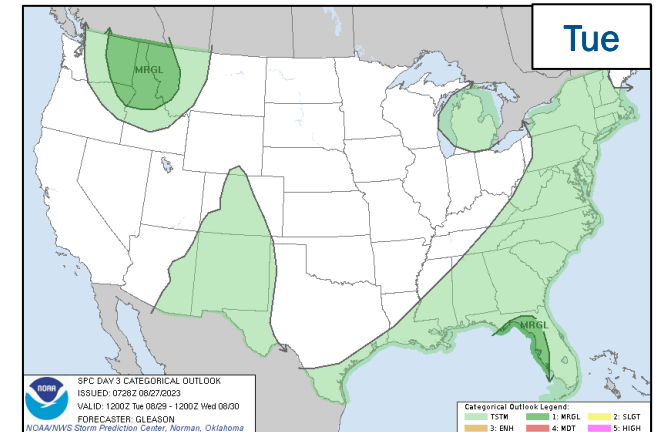 Tue
MRGL
MRGL
SPC DAY 3 CATEGORICAL OUTLOOK
ISSUED: 0728Z 08/27/2023
VALID: 1200Z Tue 08/29 - 1200Z Wed 08/30
FORECASTER: GLEASON
NOAA/NWS Storm Prediction Center, Norman, Oklahoma
NOAA
Categorical Outlook Legend:
TSTM 1: MRGL 2: SLGT
3: ENH 4: MDT 5: HIGH